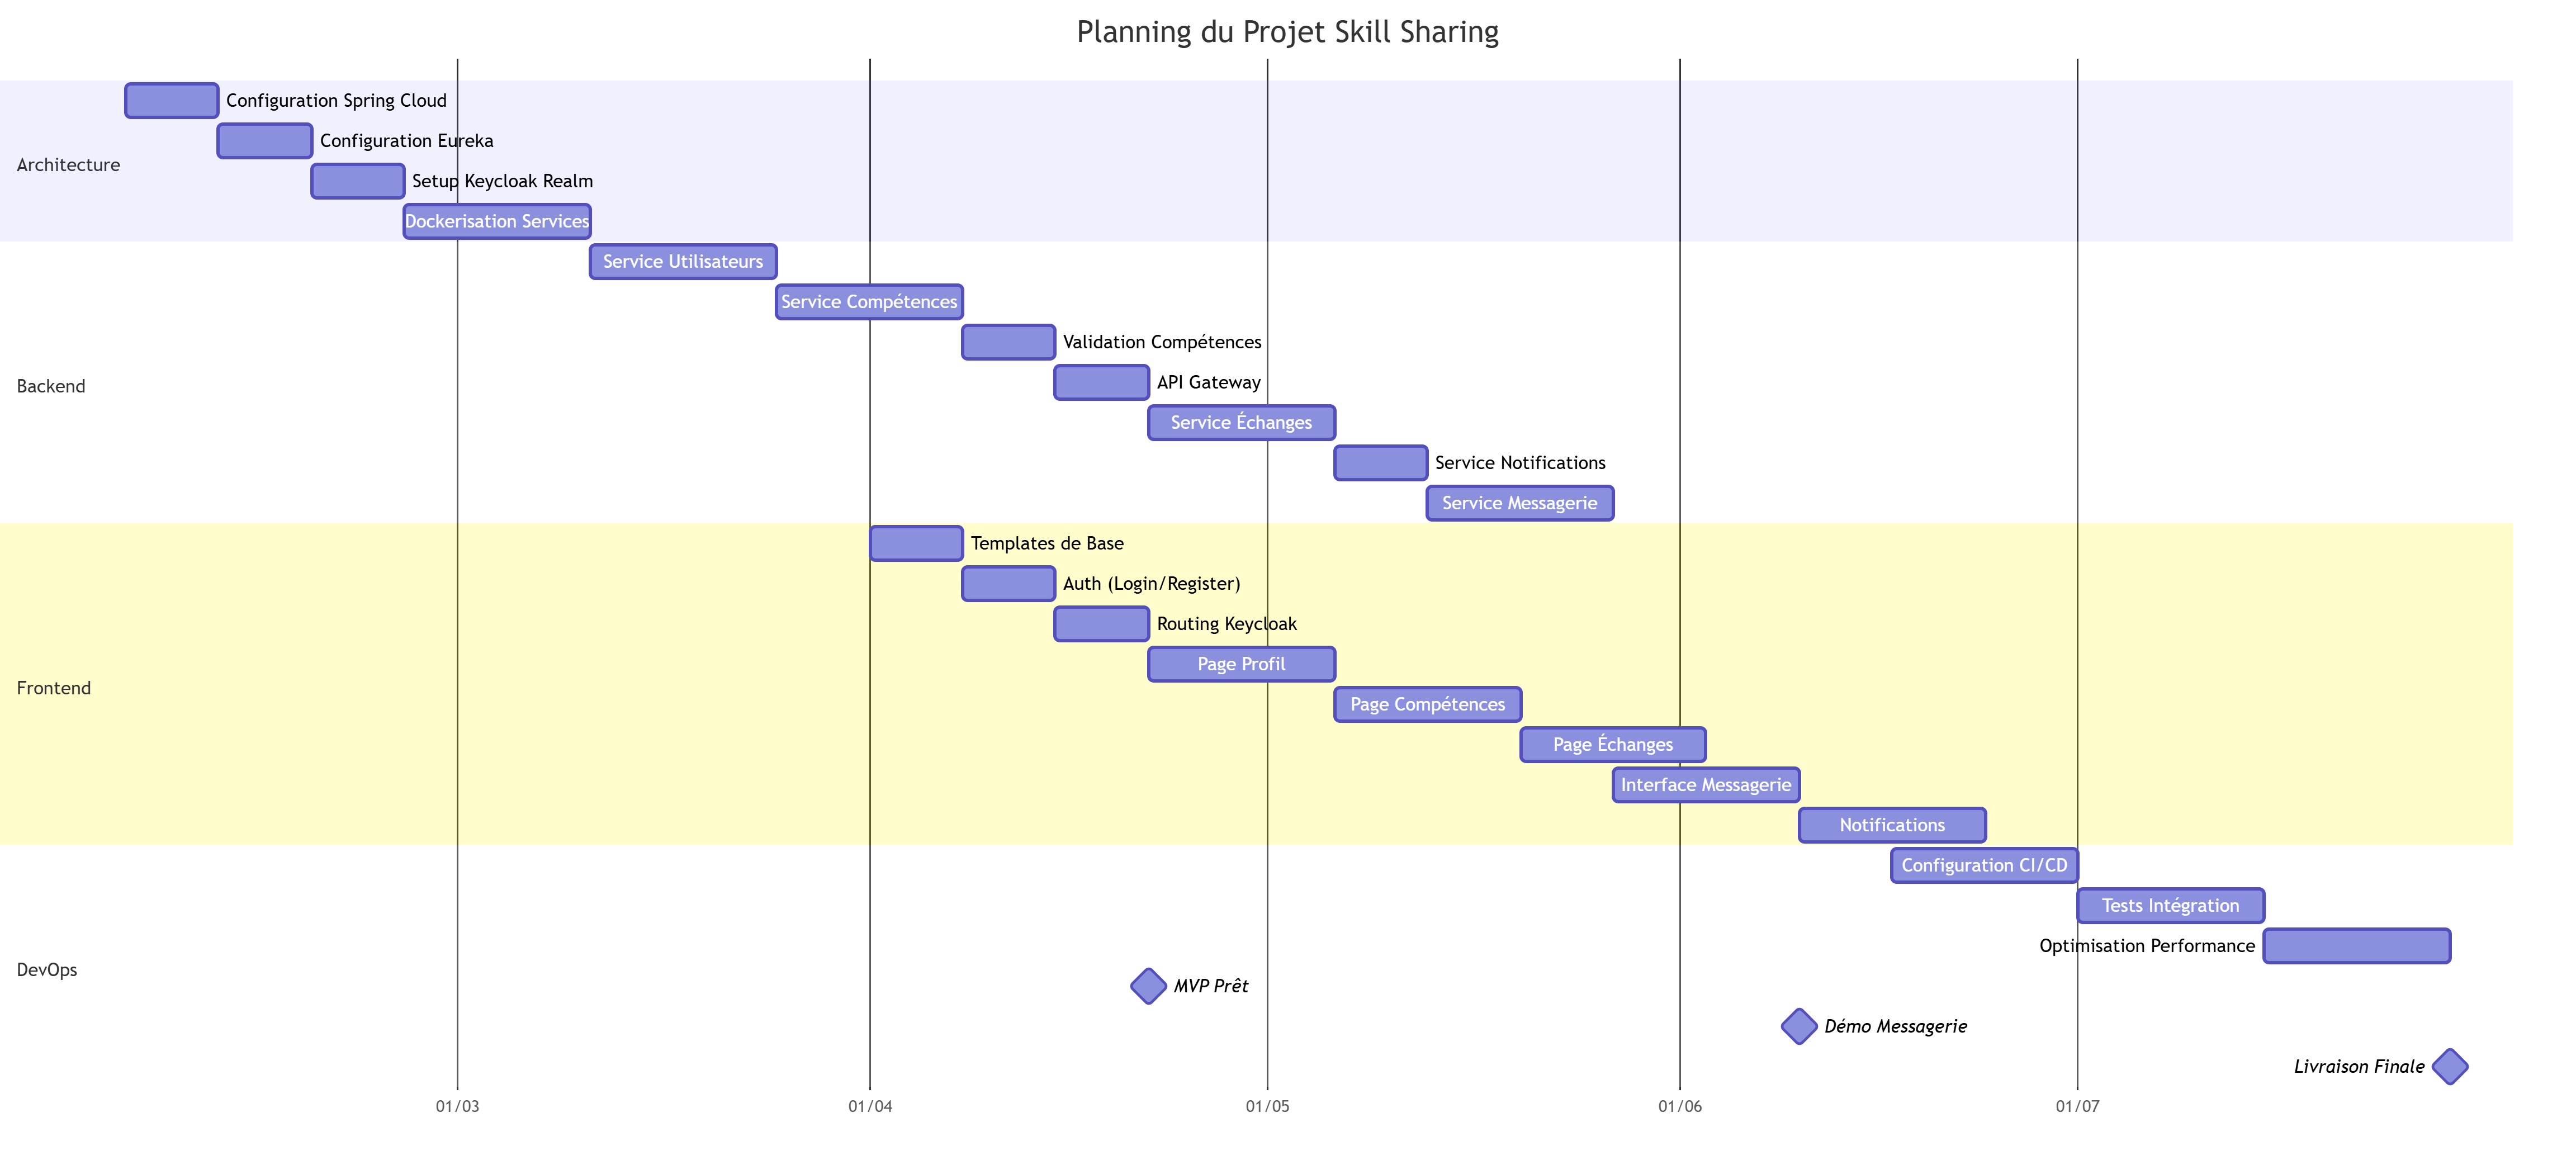 Planning du Projet Skill Sharing
Architecture
Configuration Spring Cloud
Configuration Eureka
Setup Keycloak Realm
Dockerisation Services
Backend
Service Utilisateurs
Service Compétences
Validation Compétences
API Gateway
Service Échanges
Service Notifications
Service Messagerie
Frontend
Templates de Base
Auth (Login/Register)
Routing Keycloak
Page Profil
Page Compétences
Page Échanges
Interface Messagerie
Notifications
DevOps
Configuration CI/CD
Tests Intégration
Optimisation Performance
MVP Prêt
Démo Messagerie
Livraison Finale
01/03
01/04
01/05
01/06
01/07